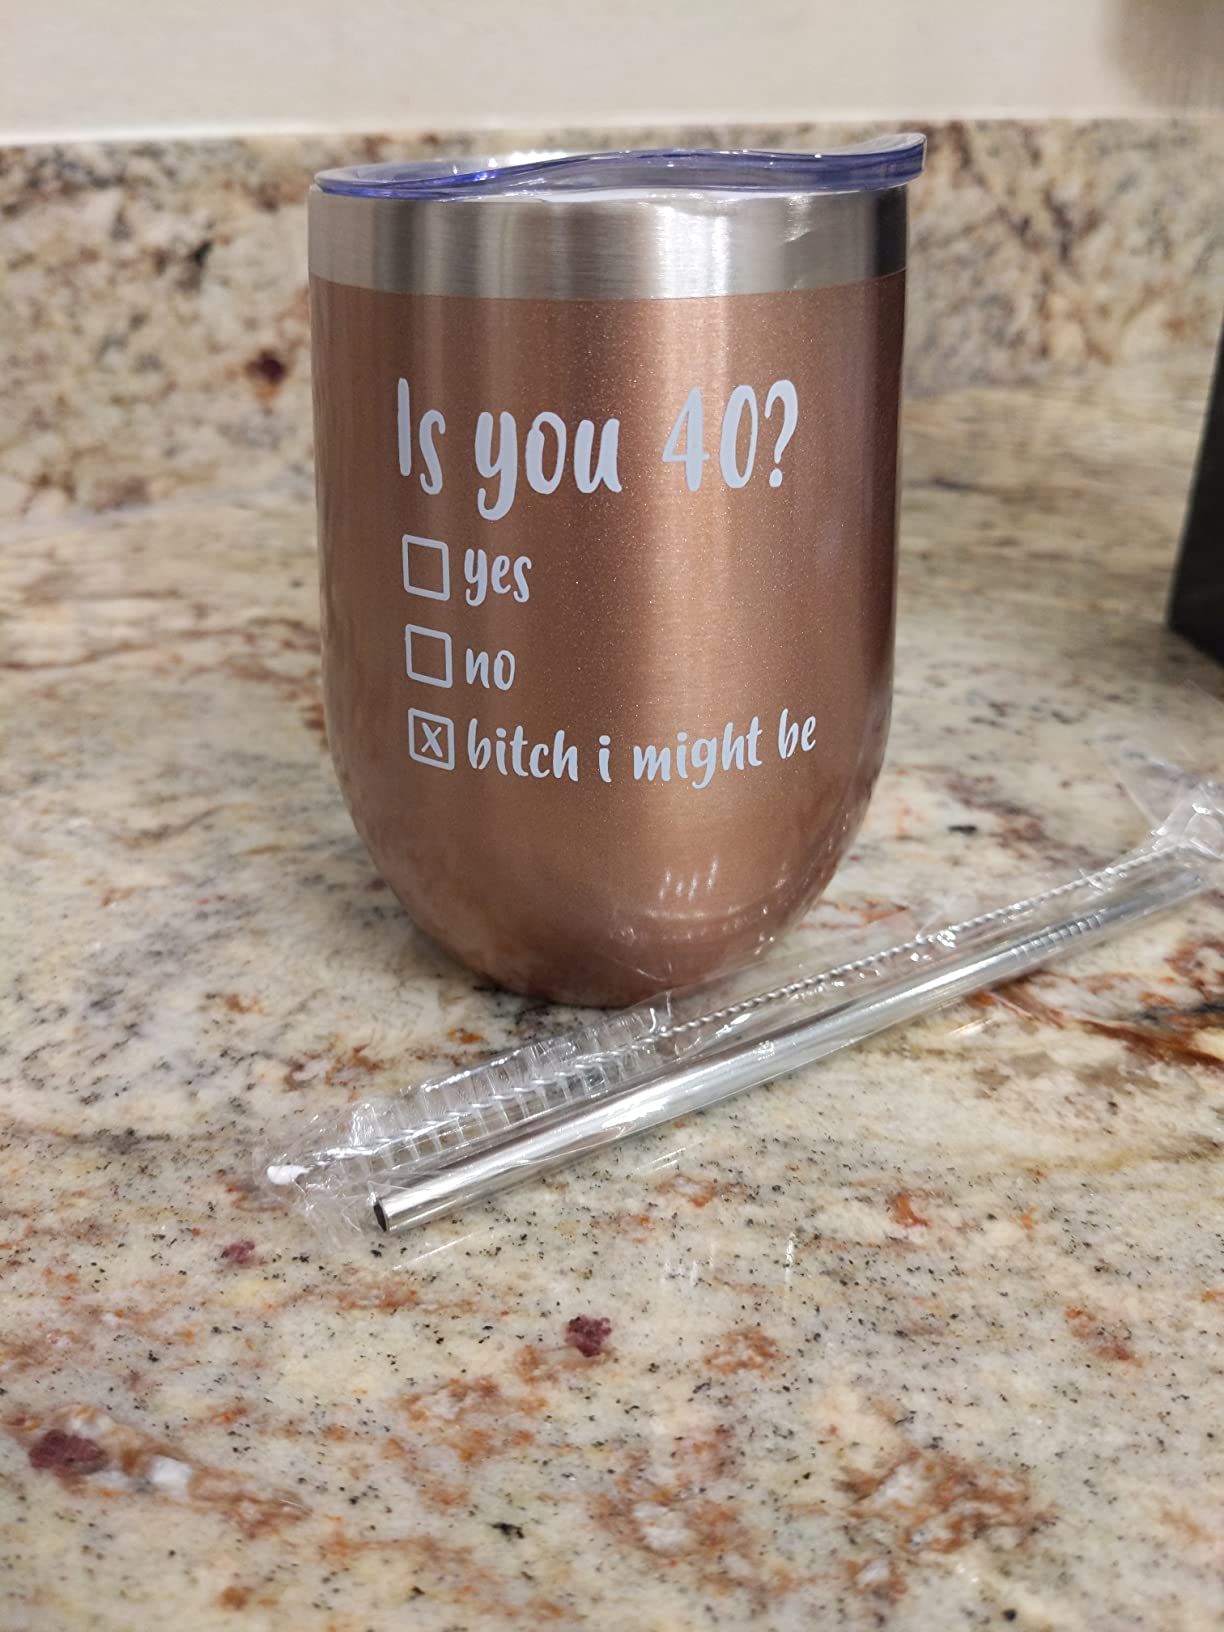 Is you 40?
yes
no
x bitch i might be